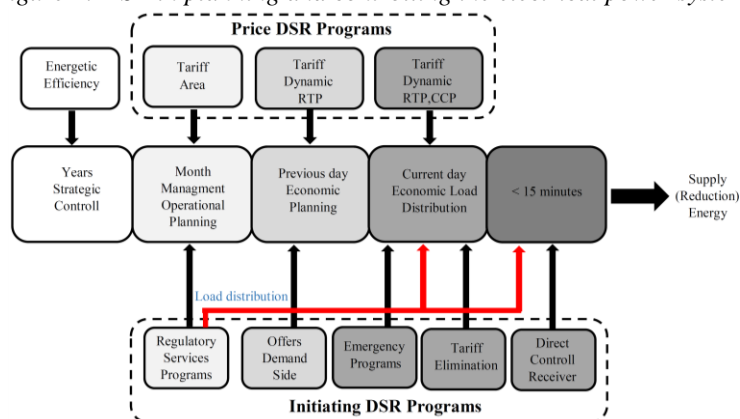 Price DSR Programs
Energetic
Efficiency
Tariff
Area
Tariff
Dynamic
RTP
Tariff
Dynamic
RTP,CCP
Years
Strategic
Controll
Month
Managment
Operational
Planning
Previous day
Economic
Planning
Current day
Economic Load
Distribution
< 15 minutes
Supply
(Reduction)
Energy
Load distribution
Regulatory
Services
Programs
Offers
Demand
Side
Emergency
Programs
Tariff
Elimination
Direct
Controll
Receiver
Initiating DSR Programs